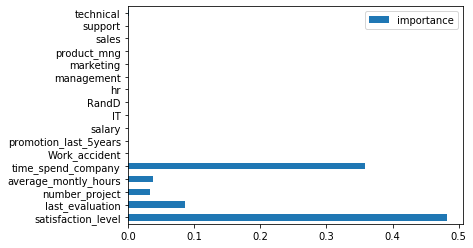 technical
support
sales
product_mng
marketing
management
hr
RandD
IT
salary
promotion_last_5years
Work_accident
time_spend_company
average_montly_hours
number_project
last_evaluation
satisfaction_level
importance
0.0 0.1 0.2 0.3 0.4 0.5